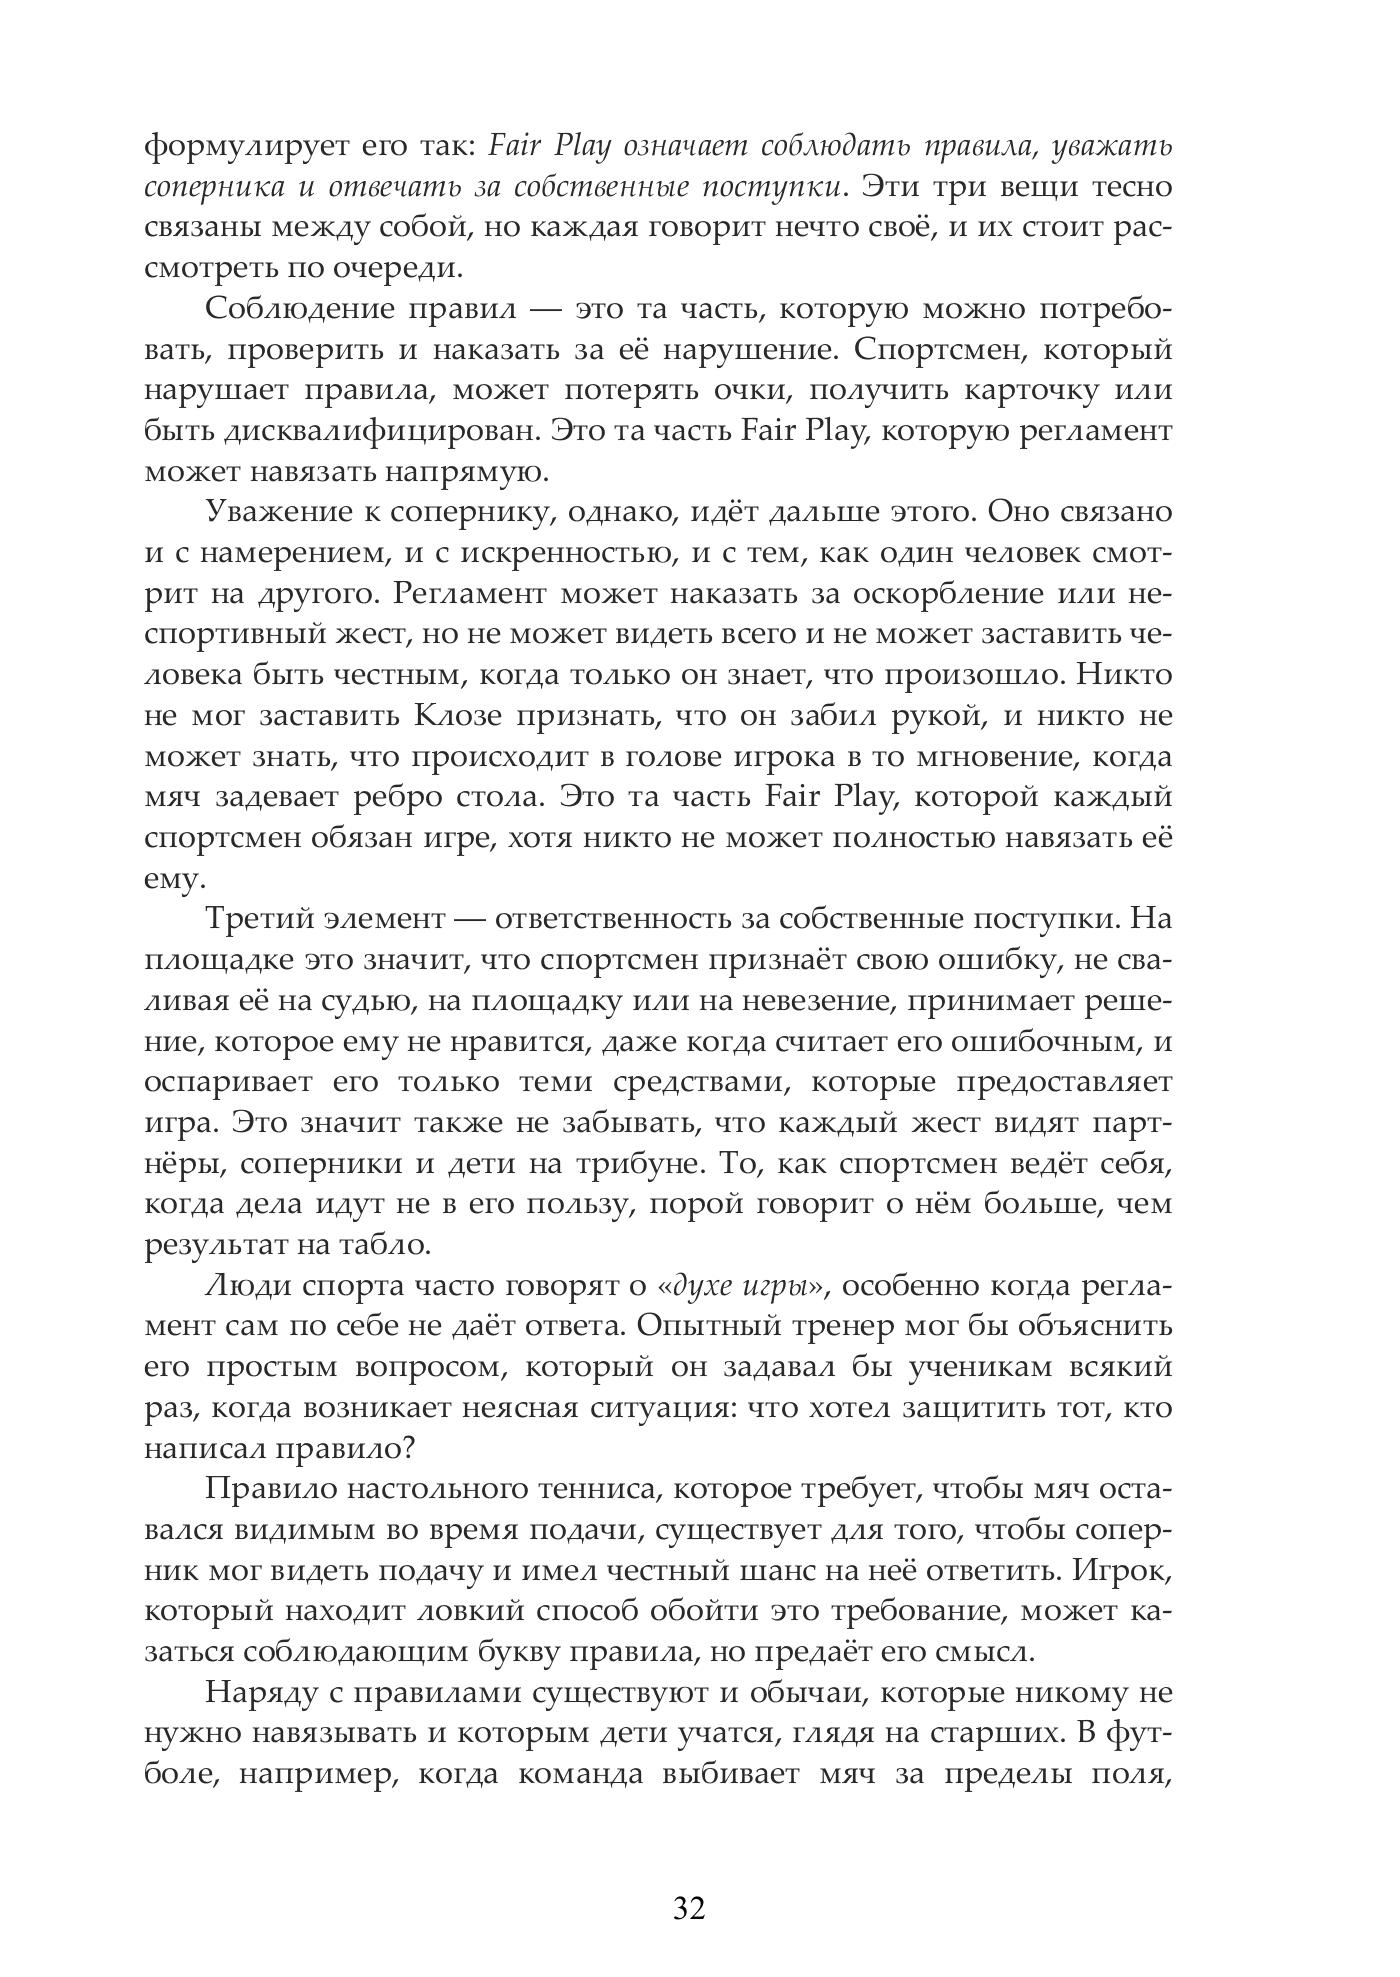 формулирует его так: Fair Play означает соблюдать правила, уважать
соперника и отвечать за собственные поступки. Эти три вещи тесно
связаны между собой, но каждая говорит нечто своё, и их стоит рас-
смотреть по очереди.
Соблюдение правил — это та часть, которую можно потребо-
вать, проверить и наказать за её нарушение. Спортсмен, который
нарушает правила, может потерять очки, получить карточку или
быть дисквалифицирован. Это та часть Fair Play, которую регламент
может навязать напрямую.
Уважение к сопернику, однако, идёт дальше этого. Оно связано
и с намерением, и с искренностью, и с тем, как один человек смот-
рит на другого. Регламент может наказать за оскорбление или не-
спортивный жест, но не может видеть всего и не может заставить че-
ловека быть честным, когда только он знает, что произошло. Никто
не мог заставить Клозе признать, что он забил рукой, и никто не
может знать, что происходит в голове игрока в то мгновение, когда
мяч задевает ребро стола. Это та часть Fair Play, которой каждый
спортсмен обязан игре, хотя никто не может полностью навязать её
ему.
Третий элемент — ответственность за собственные поступки. На
площадке это значит, что спортсмен признаёт свою ошибку, не сва-
ливая её на судью, на площадку или на невезение, принимает реше-
ние, которое ему не нравится, даже когда считает его ошибочным, и
оспаривает его только теми средствами, которые предоставляет
игра. Это значит также не забывать, что каждый жест видят парт-
нёры, соперники и дети на трибуне. То, как спортсмен ведёт себя,
когда дела идут не в его пользу, порой говорит о нём больше, чем
результат на табло.
Люди спорта часто говорят о «духе игры», особенно когда регла-
мент сам по себе не даёт ответа. Опытный тренер мог бы объяснить
его простым вопросом, который он задавал бы ученикам всякий
раз, когда возникает неясная ситуация: что хотел защитить тот, кто
написал правило?
Правило настольного тенниса, которое требует, чтобы мяч оста-
вался видимым во время подачи, существует для того, чтобы сопер-
ник мог видеть подачу и имел честный шанс на неё ответить. Игрок,
который находит ловкий способ обойти это требование, может ка-
заться соблюдающим букву правила, но предаёт его смысл.
Наряду с правилами существуют и обычаи, которые никому не
нужно навязывать и которым дети учатся, глядя на старших. В фут-
боле, например, когда команда выбивает мяч за пределы поля,
32